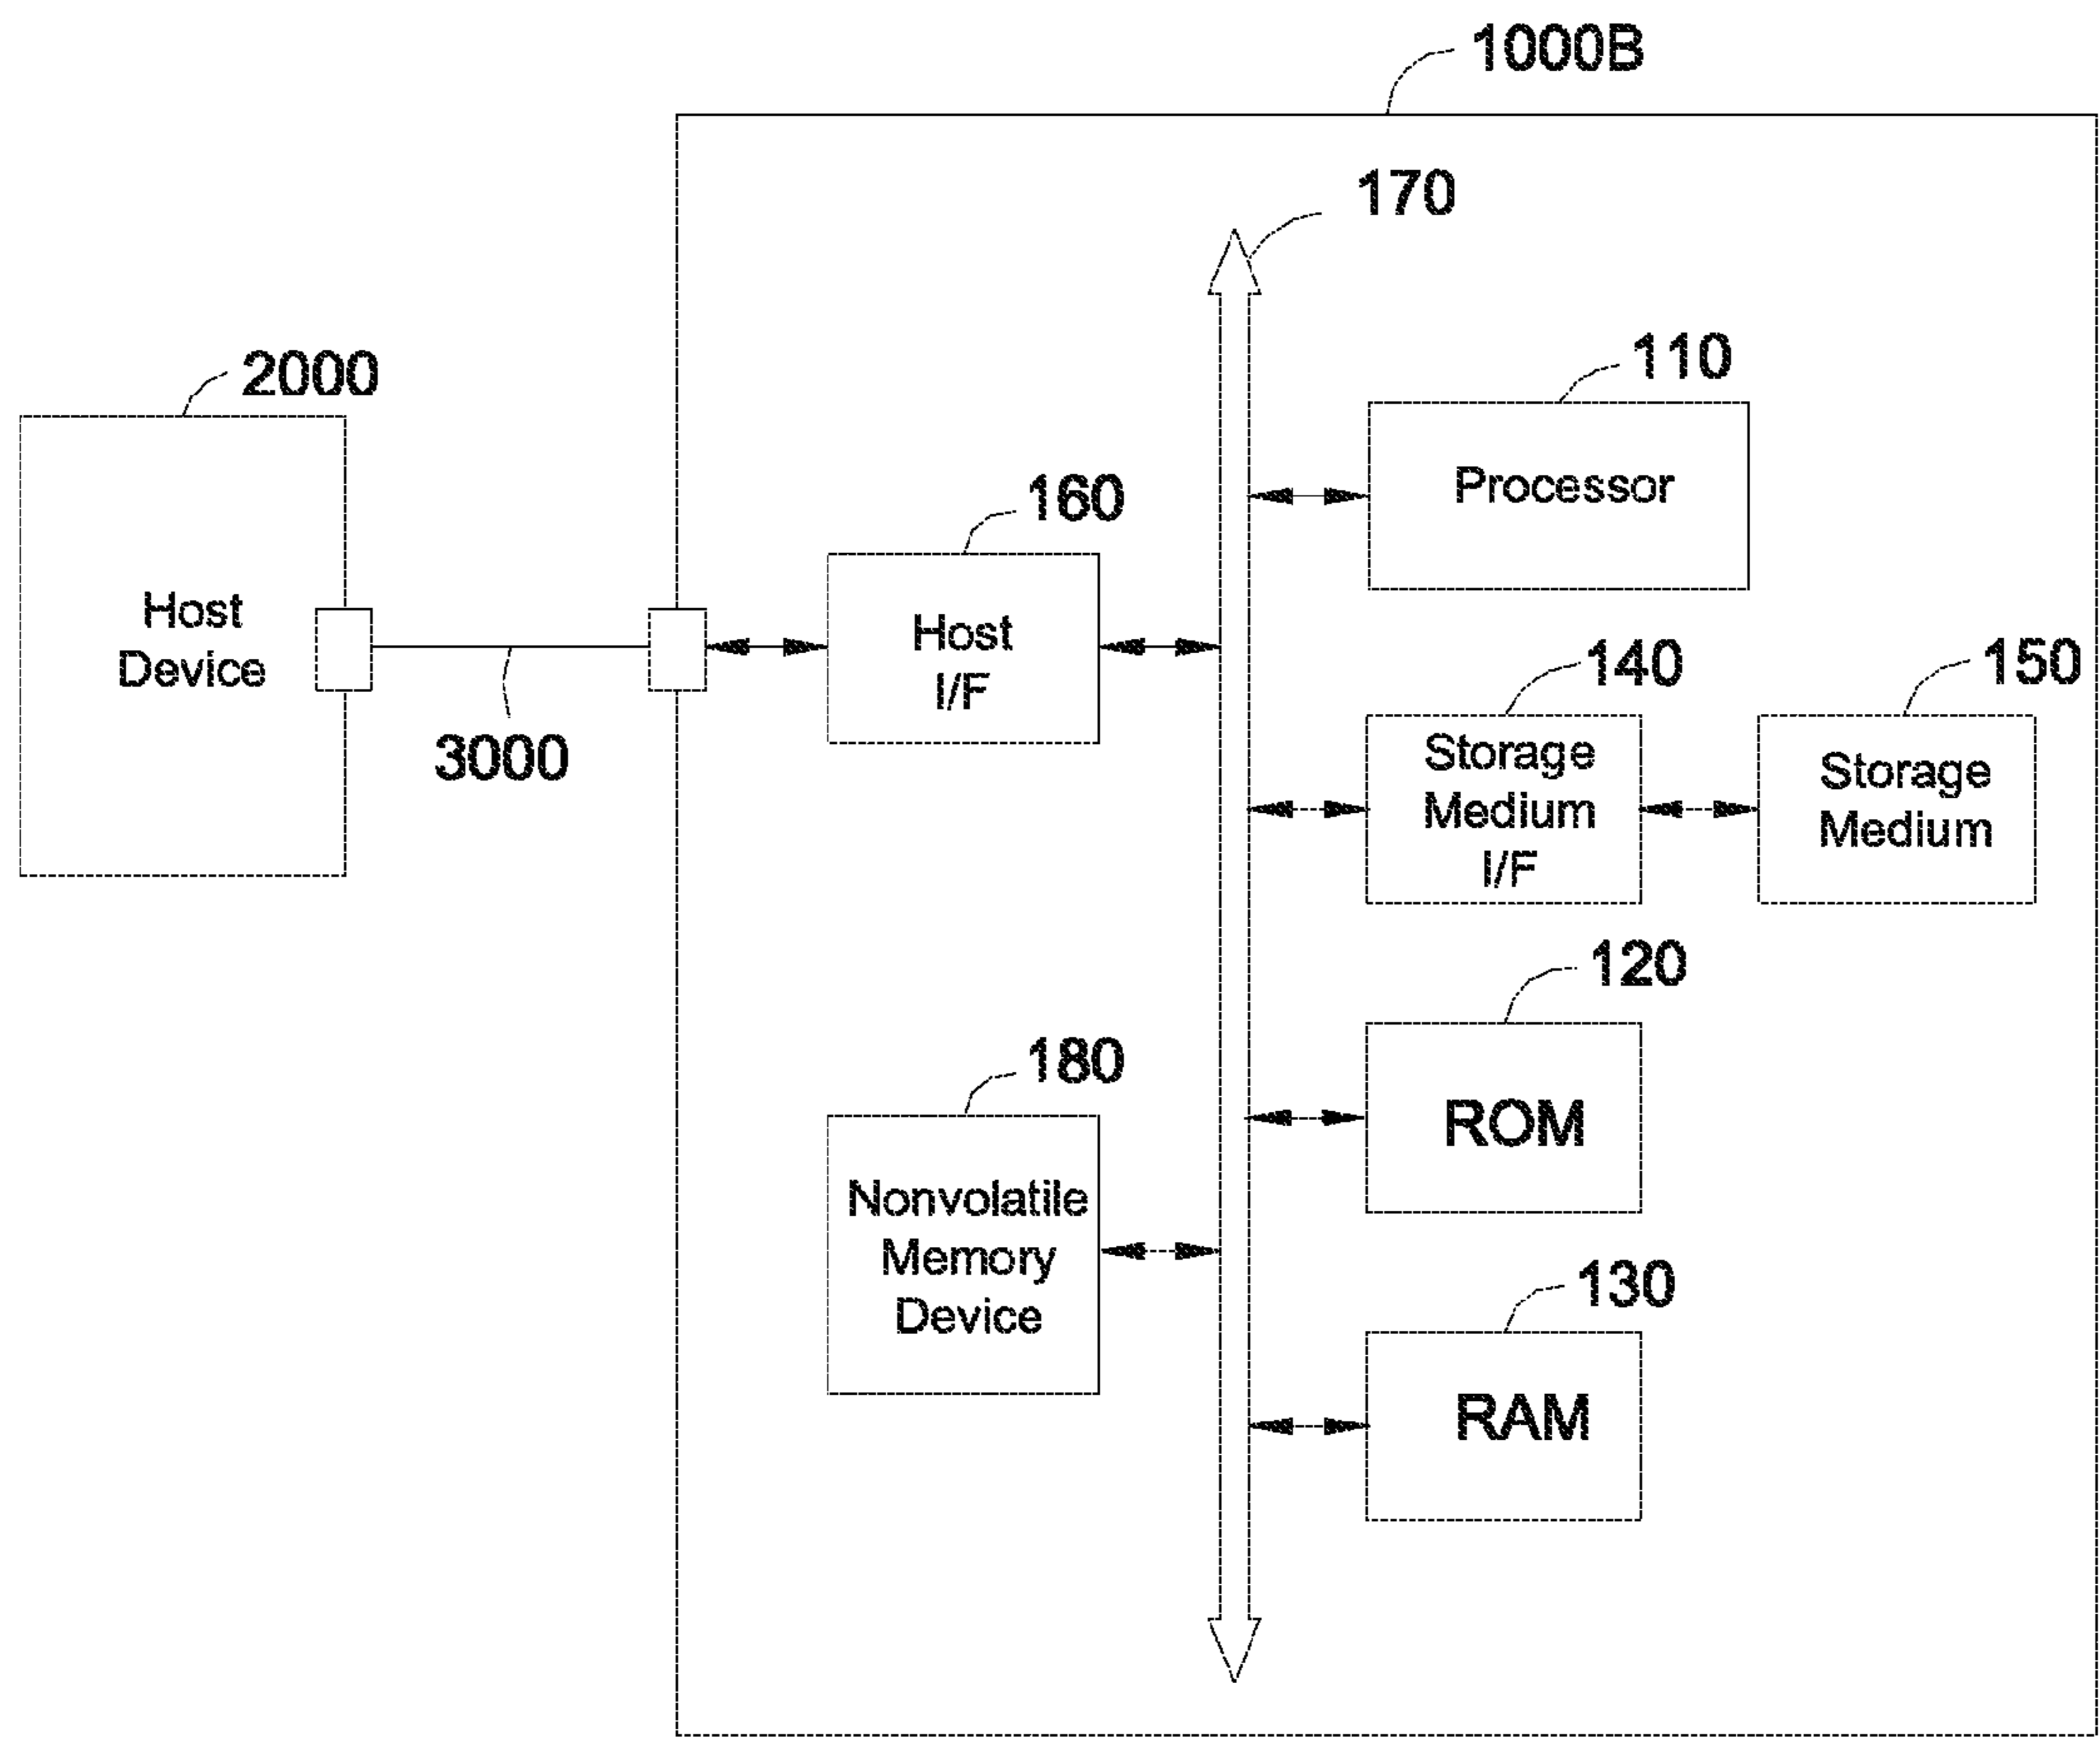 1000B
170
2000
Host
Device
3000
160
Host
I/F
110
Processor
140
Storage
Medium
I/F
150
Storage
Medium
120
ROM
180
Nonvolatile
Memory
Device
130
RAM